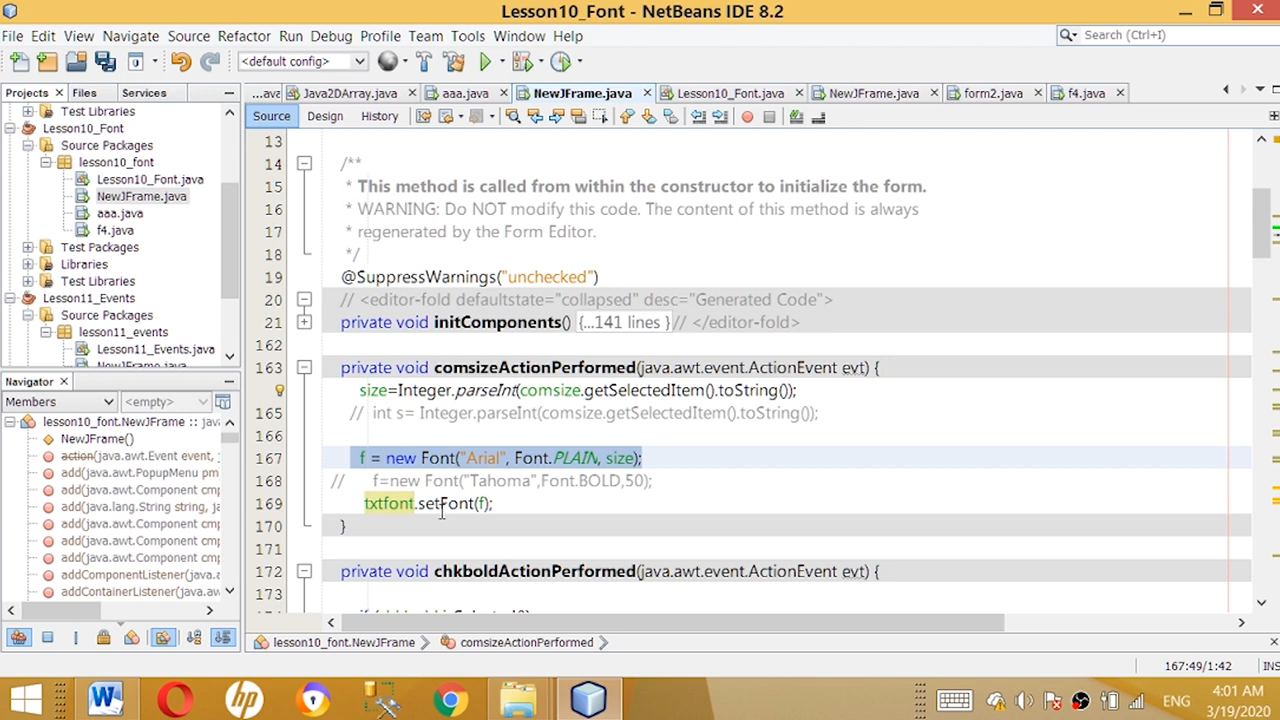 Lesson10_Font - NetBeans IDE 8.2
File Edit View Navigate Source Refactor Run Debug Profile Team Tools Window Help
Search (Ctrl+I)
<default config>
Projects Files Services
...ava Java2DArray.java aaa.java NewJFrame.java Lesson10_Font.java NewJFrame.java form2.java f4.java
Source Design History
Test Libraries
Lesson10_Font
Source Packages
lesson10_font
Lesson10_Font.java
NewJFrame.java
aaa.java
f4.java
Test Packages
Libraries
Test Libraries
Lesson11_Events
Source Packages
lesson11_events
Lesson11_Events.java
Navigator
Members <empty>
lesson10_font.NewJFrame :: java
NewJFrame()
action(java.awt.Event event,
add(java.awt.PopupMenu pm
add(java.awt.Component cmp
add(java.lang.String string, j
add(java.awt.Component cmp
add(java.awt.Component cmp
add(java.awt.Component cmp
addComponentListener(java.a
addContainerListener(java.aw
13
14 /**
15 * This method is called from within the constructor to initialize the form.
16 * WARNING: Do NOT modify this code. The content of this method is always
17 * regenerated by the Form Editor.
18 */
19 @SuppressWarnings("unchecked")
20 // <editor-fold defaultstate="collapsed" desc="Generated Code">
21 private void initComponents() {...141 lines }// </editor-fold>
162
163 private void comsizeActionPerformed(java.awt.event.ActionEvent evt) {
size=Integer.parseInt(comsize.getSelectedItem().toString());
165 // int s= Integer.parseInt(comsize.getSelectedItem().toString());
166
167 f = new Font("Arial", Font.PLAIN, size);
168 // f=new Font("Tahoma",Font.BOLD,50);
169 txtfont.setFont(f);
170 }
171
172 private void chkboldActionPerformed(java.awt.event.ActionEvent evt) {
173
lesson10_font.NewJFrame comsizeActionPerformed
167:49/1:42 INS
ENG
4:01 AM
3/19/2020